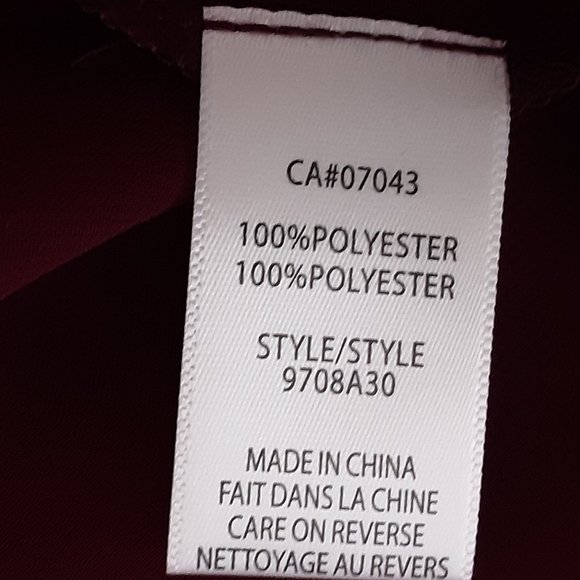 CA#07043
100%POLYESTER
100%POLYESTER
STYLE/STYLE
9708A30
MADE IN CHINA
FAIT DANS LA CHINE
CARE ON REVERSE
NETTOYAGE AU REVERS